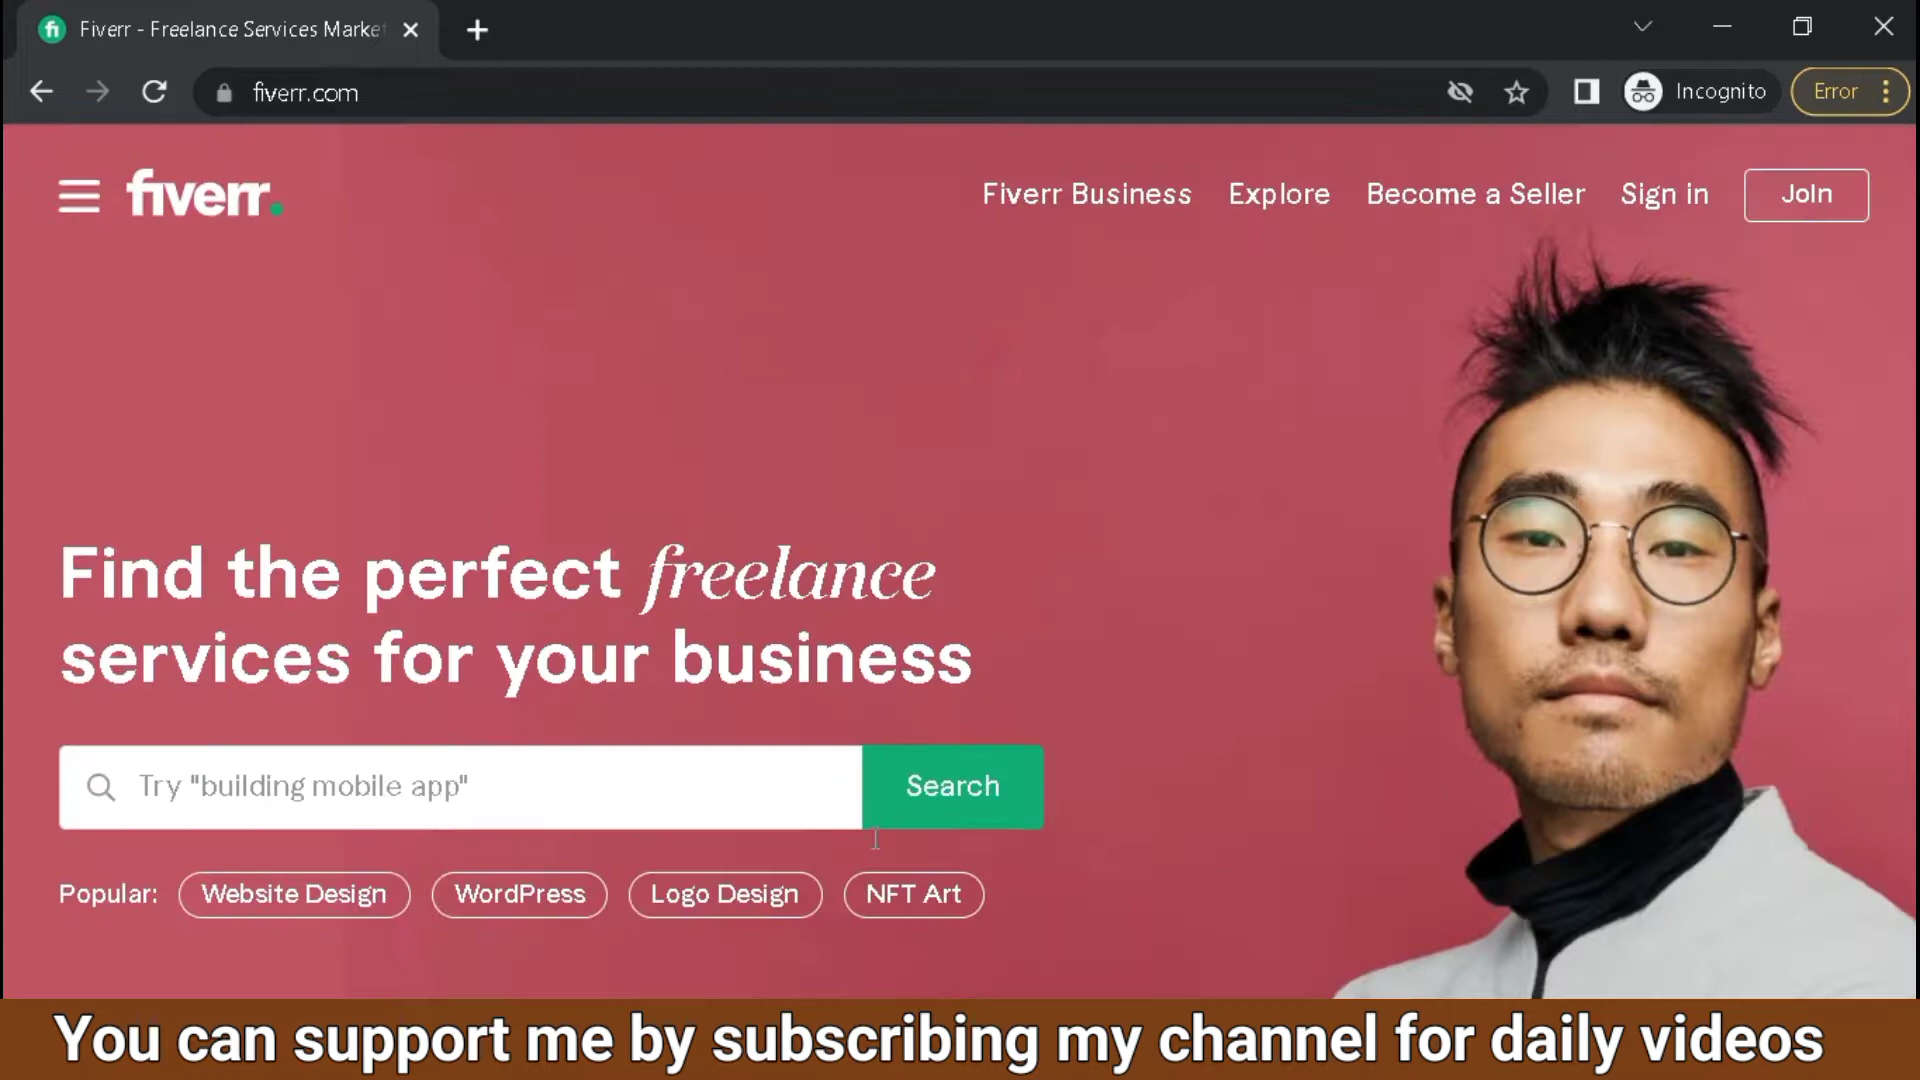 fi Fiverr - Freelance Services Market
fiverr.com
Incognito
Error
fiverr.
Fiverr Business Explore Become a Seller Sign in Join
Find the perfect freelance
services for your business
Try "building mobile app" Search
Popular: Website Design WordPress Logo Design NFT Art
You can support me by subscribing my channel for daily videos